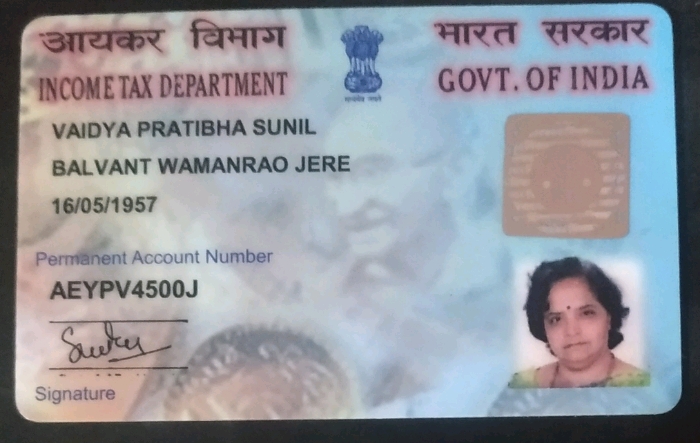 आयकर विभाग
भारत सरकार
INCOME TAX DEPARTMENT
GOVT. OF INDIA
VAIDYA PRATIBHA SUNIL
BALVANT WAMANRAO JERE
16/05/1957
Permanent Account Number
AEYPV4500J
Signature